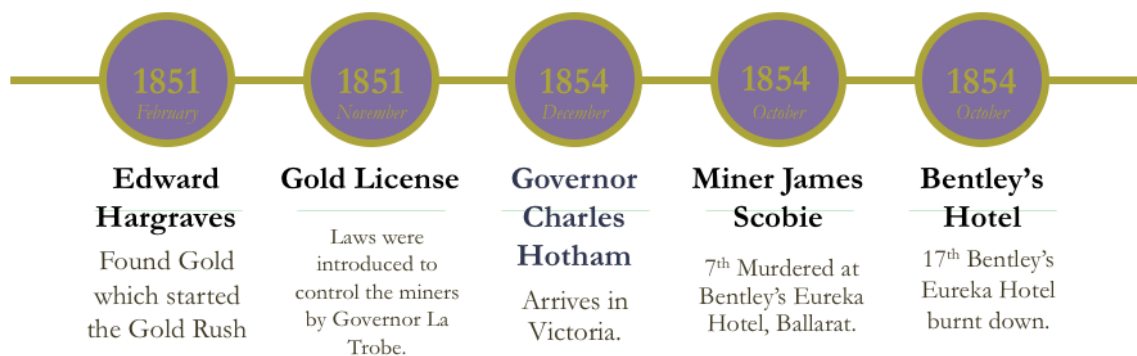 1851
February
Edward
Hargraves
Found Gold
which started
the Gold Rush
1851
November
Gold License
Laws were
introduced to
control the miners
by Governor La
Trobe.
1854
December
Governor
Charles
Hotham
Arrives in
Victoria.
1854
October
Miner James
Scobie
7th Murdered at
Bentley's Eureka
Hotel, Ballarat.
1854
October
Bentley's
Hotel
17th Bentley's
Eureka Hotel
burnt down.